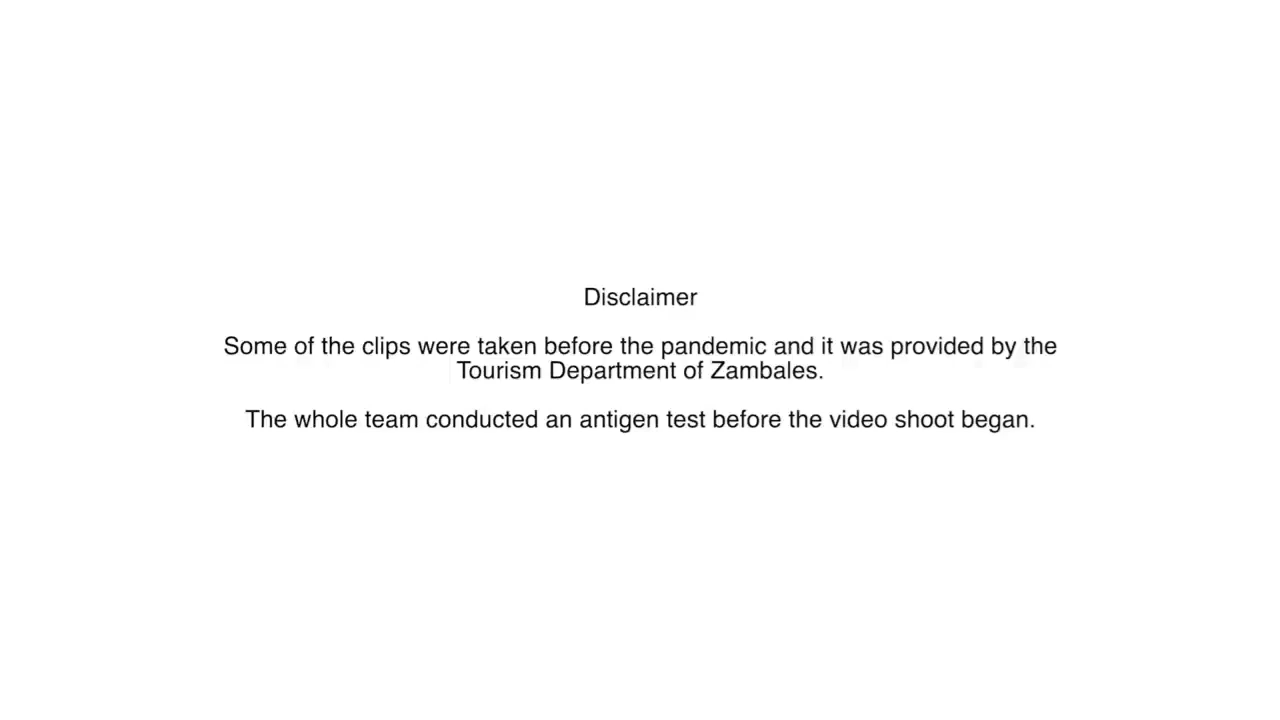 Disclaimer
Some of the clips were taken before the pandemic and it was provided by the
Tourism Department of Zambales.
The whole team conducted an antigen test before the video shoot began.